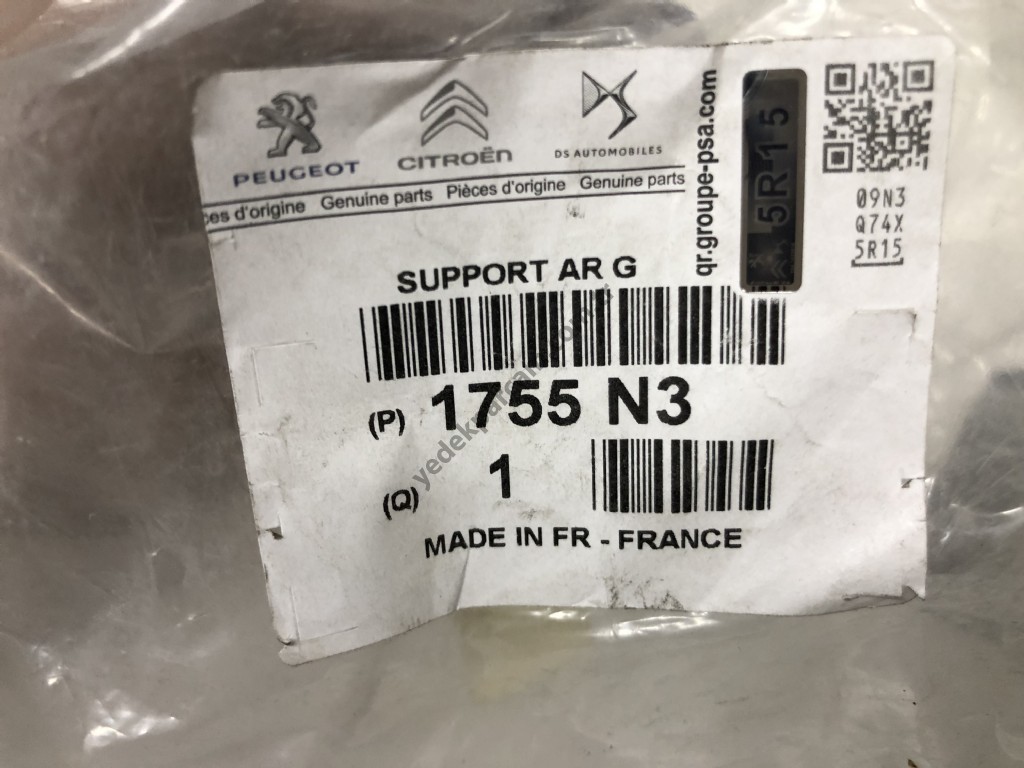 PEUGEOT
CITROËN
DS AUTOMOBILES
es d'origine Genuine parts Pièces d'origine Genuine parts
qr.groupe-psa.com
5R15
09N3
Q74X
5R15
SUPPORT AR G
(P) 1755 N3
(Q) 1
MADE IN FR - FRANCE